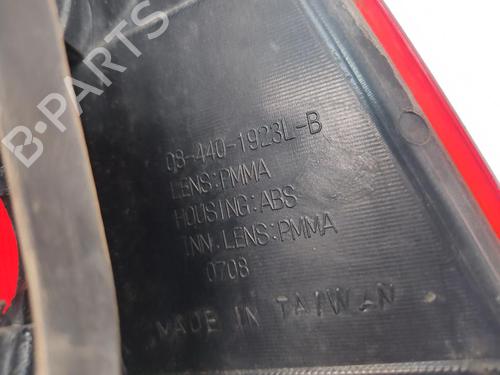 B-PARTS
08-440-1923L-B
LENS:PMMA
HOUSING:ABS
INN.LENS:PMMA
0708
MADE IN TAIWAN